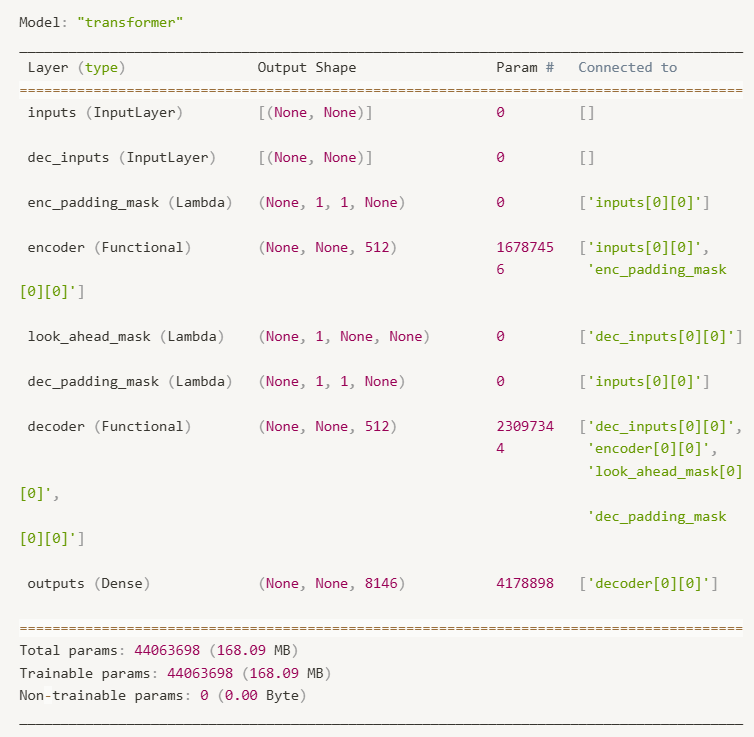 Model: "transformer"
__________________________________________________________________________________________
 Layer (type)                Output Shape                 Param #   Connected to
==========================================================================================
 inputs (InputLayer)         [(None, None)]               0         []
 dec_inputs (InputLayer)     [(None, None)]               0         []
 enc_padding_mask (Lambda)   (None, 1, 1, None)           0         ['inputs[0][0]']
 encoder (Functional)        (None, None, 512)            1678745   ['inputs[0][0]',
                                                          6          'enc_padding_mask
[0][0]']
 look_ahead_mask (Lambda)    (None, 1, None, None)        0         ['dec_inputs[0][0]']
 dec_padding_mask (Lambda)   (None, 1, 1, None)           0         ['inputs[0][0]']
 decoder (Functional)        (None, None, 512)            2309734   ['dec_inputs[0][0]',
                                                          4          'encoder[0][0]',
                                                                     'look_ahead_mask[0]
[0]',
                                                                     'dec_padding_mask
[0][0]']
 outputs (Dense)             (None, None, 8146)           4178898   ['decoder[0][0]']
==========================================================================================
Total params: 44063698 (168.09 MB)
Trainable params: 44063698 (168.09 MB)
Non-trainable params: 0 (0.00 Byte)
__________________________________________________________________________________________